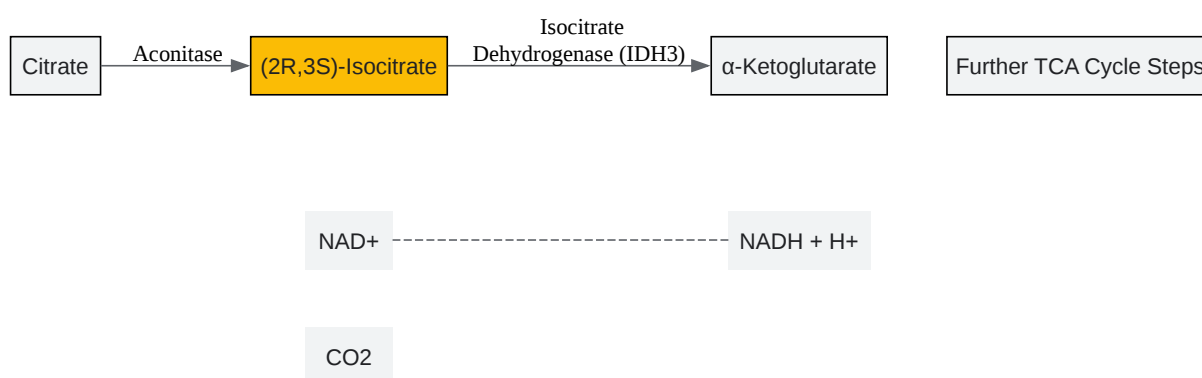 Isocitrate
Citrate Aconitase (2R,3S)-Isocitrate Dehydrogenase (IDH3) α-Ketoglutarate Further TCA Cycle Steps
NAD+ NADH + H+
CO2